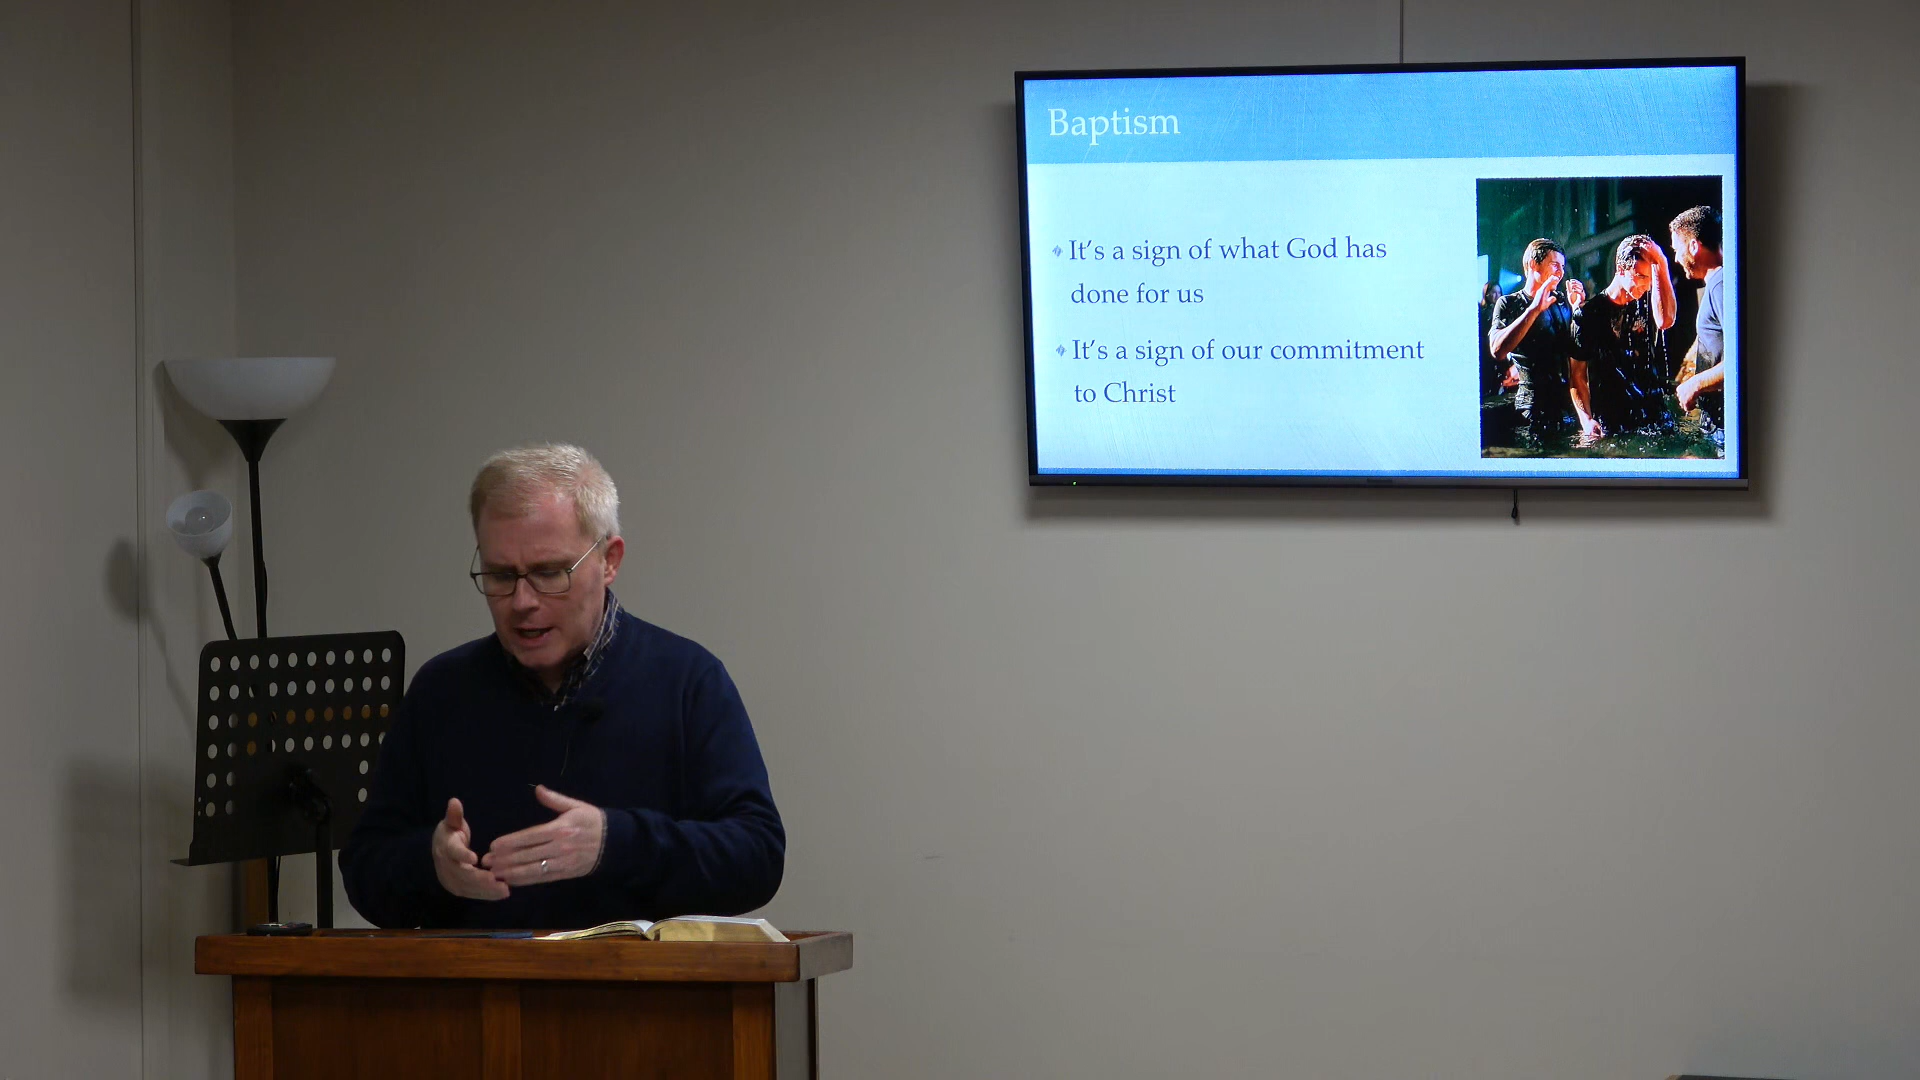 Baptism
It's a sign of what God has
done for us
It's a sign of our commitment
to Christ